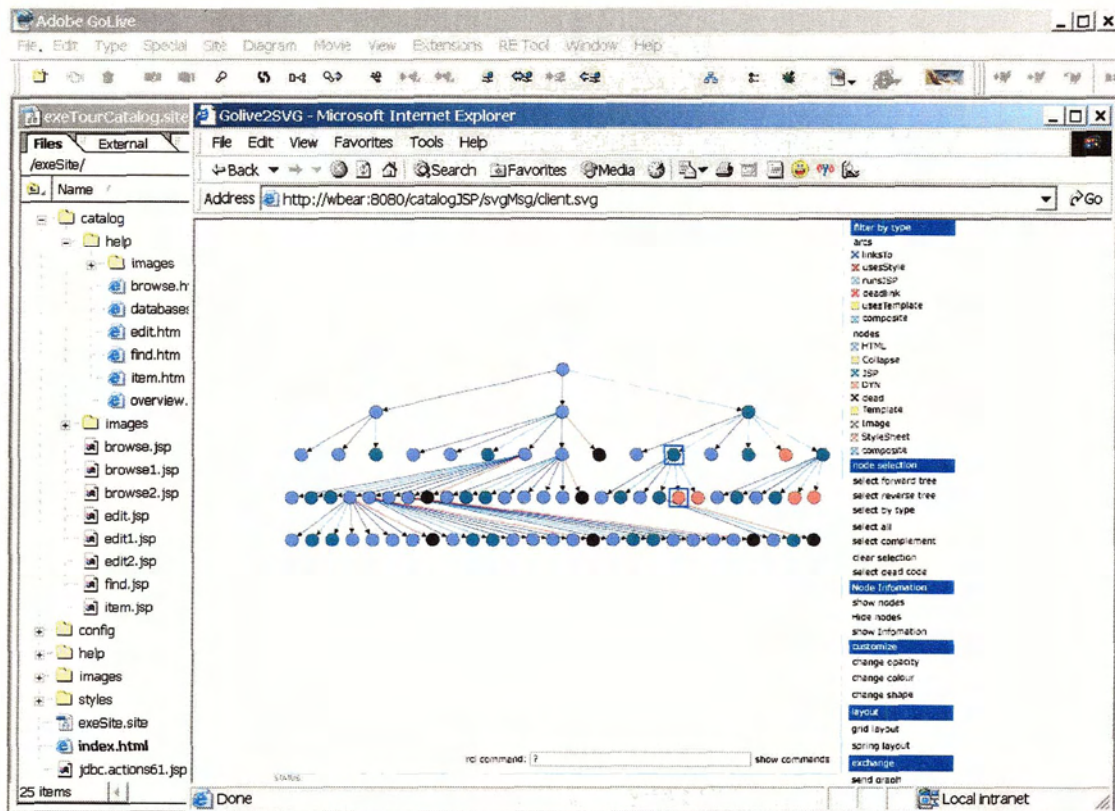 Adobe GoLive
File Edit Type Special Site Diagram Movie View Extensions RE Tool Window Help
exeTourCatalog.site
Golive2SVG - Microsoft Internet Explorer
Files External
File Edit View Favorites Tools Help
/exeSite/
Back Search Favorites Media
Name
Address http://wbear:8080/catalogJSP/svgMsg/client.svg Go
catalog
help
images
browse.h
databases
edit.htm
find.htm
item.htm
overview.
images
browse.jsp
browse1.jsp
browse2.jsp
edit.jsp
edit1.jsp
edit2.jsp
find.jsp
item.jsp
config
help
images
styles
exeSite.site
index.html
jdbc.actions61.jsp
25 items
filter by type
arcs
linksTo
usesStyle
runsJSP
deadlink
usesTemplate
composite
nodes
HTML
Collapse
JSP
DYN
dead
Template
Image
StyleSheet
composite
node selection
select forward tree
select reverse tree
select by type
select all
select complement
clear selection
select dead code
Node Infomation
show nodes
Hide nodes
show Infomation
customize
change opacity
change colour
change shape
layout
grid layout
spring layout
exchange
send graph
rcl command: ? show commands
STATUS:
Done
Local intranet